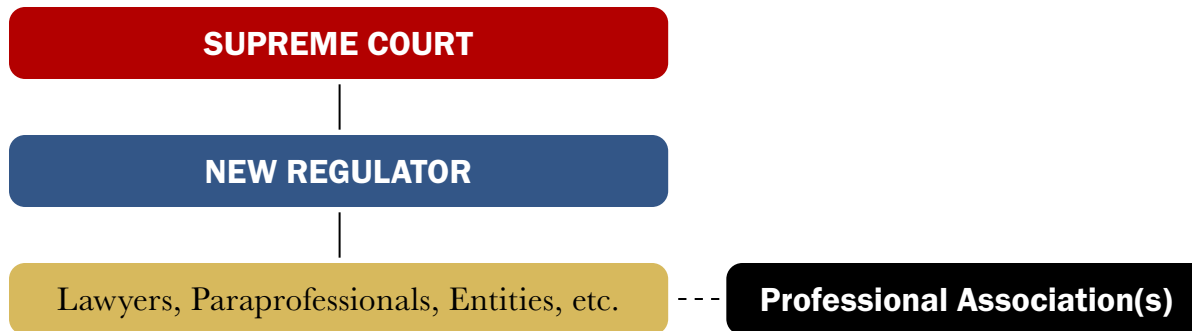 SUPREME COURT
NEW REGULATOR
Lawyers, Paraprofessionals, Entities, etc.
Professional Association(s)